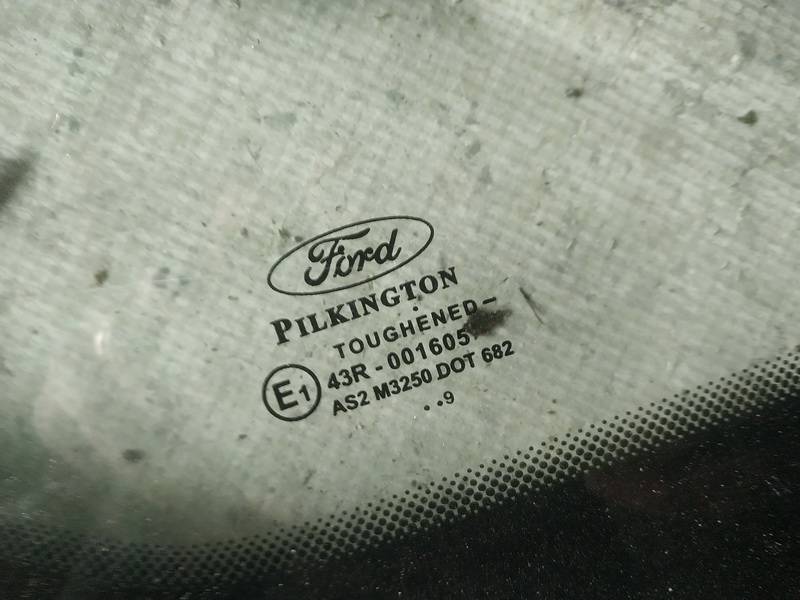 Ford
PILKINGTON
TOUGHENED-
E1 43R - 001605
AS2 M3250 DOT 682
..9